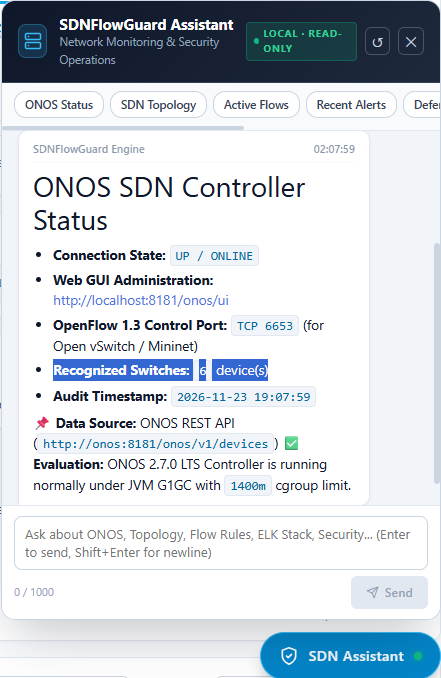 SDNFlowGuard Assistant
Network Monitoring & Security
Operations
LOCAL · READ-
ONLY
ONOS Status
SDN Topology
Active Flows
Recent Alerts
Defe
SDNFlowGuard Engine
02:07:59
ONOS SDN Controller
Status
• Connection State: UP / ONLINE
• Web GUI Administration:
http://localhost:8181/onos/ui
• OpenFlow 1.3 Control Port: TCP 6653 (for
Open vSwitch / Mininet)
• Recognized Switches: 6 device(s)
• Audit Timestamp: 2026-11-23 19:07:59
📌 Data Source: ONOS REST API
( http://onos:8181/onos/v1/devices ) ✅
Evaluation: ONOS 2.7.0 LTS Controller is running
normally under JVM G1GC with 1400m cgroup limit.
Ask about ONOS, Topology, Flow Rules, ELK Stack, Security... (Enter
to send, Shift+Enter for newline)
0 / 1000
Send
SDN Assistant